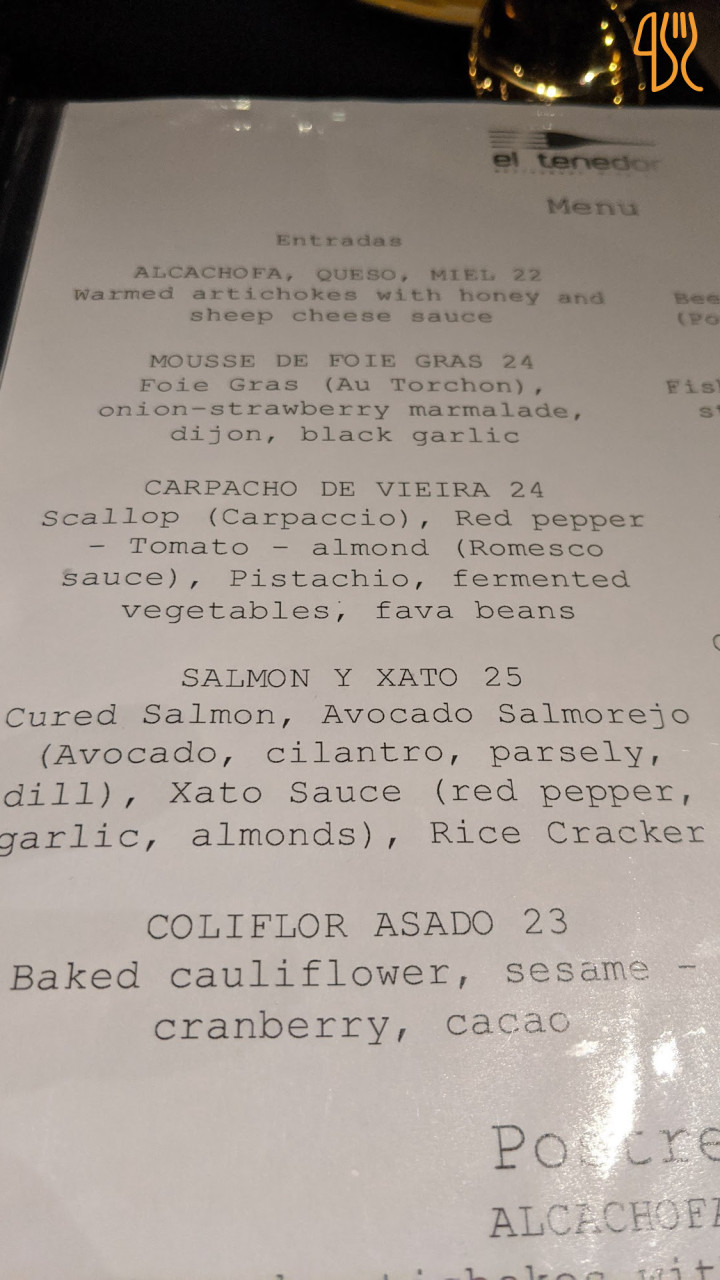 el tenedor
Menu
Entradas
ALCACHOFA, QUESO, MIEL 22
Warmed artichokes with honey and
sheep cheese sauce
MOUSSE DE FOIE GRAS 24
Foie Gras (Au Torchon),
onion-strawberry marmalade,
dijon, black garlic
CARPACHO DE VIEIRA 24
Scallop (Carpaccio), Red pepper
- Tomato - almond (Romesco
sauce), Pistachio, fermented
vegetables, fava beans
SALMON Y XATO 25
Cured Salmon, Avocado Salmorejo
(Avocado, cilantro, parsely,
dill), Xato Sauce (red pepper,
garlic, almonds), Rice Cracker
COLIFLOR ASADO 23
Baked cauliflower, sesame -
cranberry, cacao
Postre
ALCACHOFA